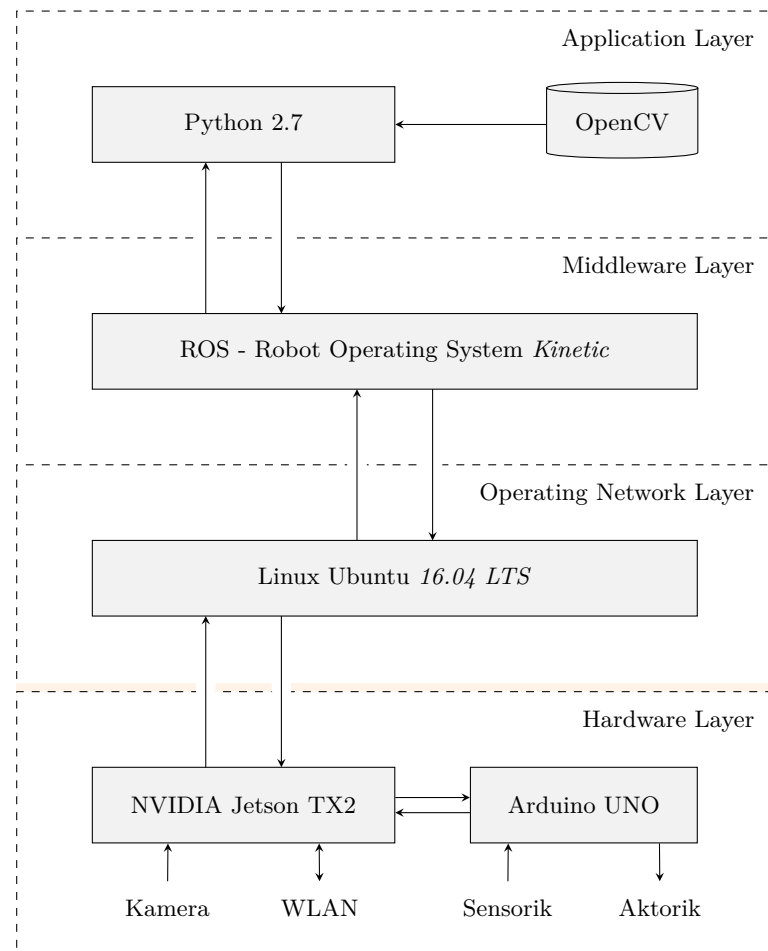 Application Layer
Python 2.7
OpenCV
Middleware Layer
ROS - Robot Operating System Kinetic
Operating Network Layer
Linux Ubuntu 16.04 LTS
Hardware Layer
NVIDIA Jetson TX2
Arduino UNO
Kamera
WLAN
Sensorik
Aktorik